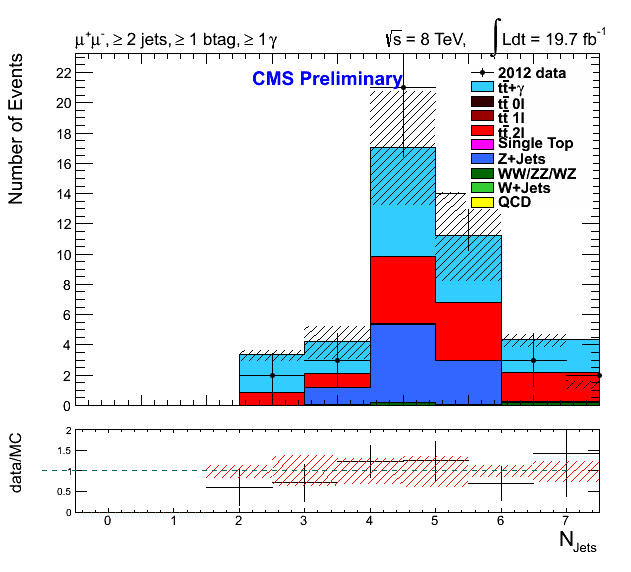 μ⁺μ⁻, ≥ 2 jets, ≥ 1 btag, ≥ 1 γ
√s = 8 TeV, ∫ Ldt = 19.7 fb⁻¹
CMS Preliminary
Number of Events
22
20
18
16
14
12
10
8
6
4
2
0
2012 data
tt̄+γ
tt̄ 0l
tt̄ 1l
tt̄ 2l
Single Top
Z+Jets
WW/ZZ/WZ
W+Jets
QCD
data/MC
2
1.5
1
0.5
0
0 1 2 3 4 5 6 7
N_Jets